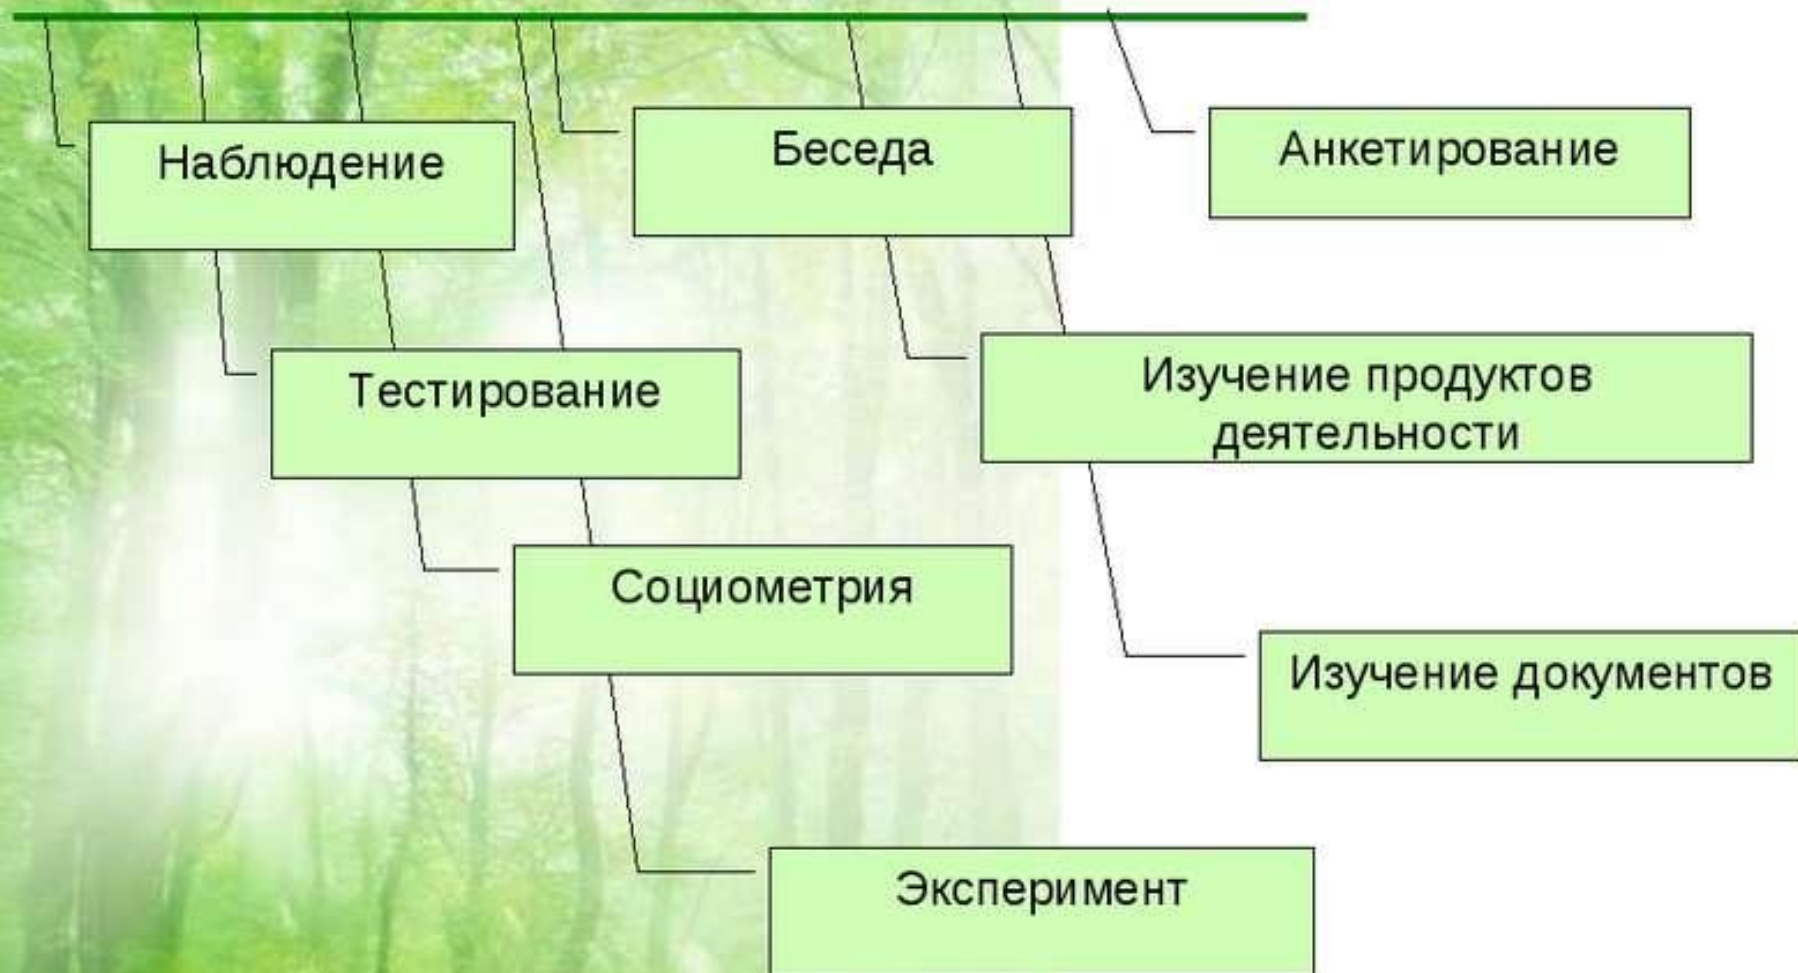 Наблюдение
Беседа
Анкетирование
Тестирование
Изучение продуктов
деятельности
Социометрия
Изучение документов
Эксперимент